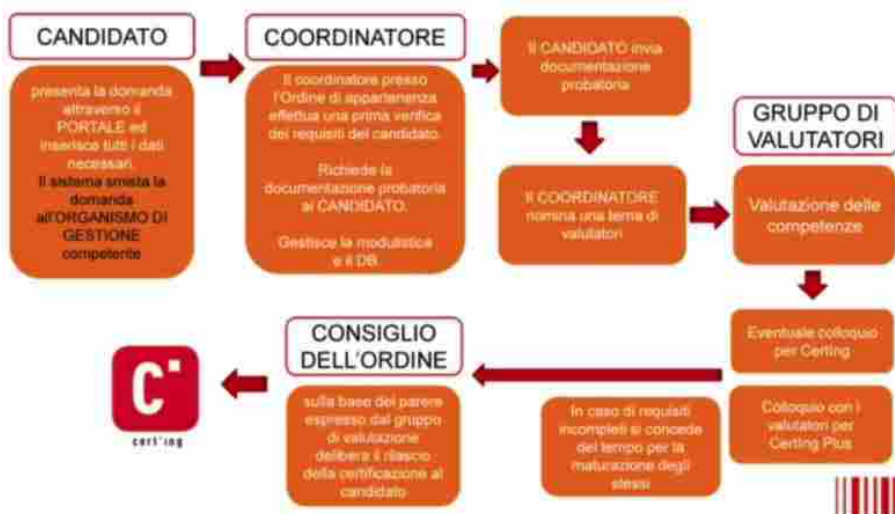 CANDIDATO
presenta la domanda
attraverso il
PORTALE ed
inserisce tutti i dati
necessari.
Il sistema smista la
domanda
all'ORGANISMO DI
GESTIONE
competente
COORDINATORE
Il coordinatore presso
l'Ordine di appartenenza
effettua una prima verifica
dei requisiti del candidato.
Richiede la
documentazione probatoria
al CANDIDATO.
Gestisce la modulistica
e il DB.
Il CANDIDATO invia
documentazione
probatoria
Il COORDINATORE
nomina una terna di
valutatori
GRUPPO DI
VALUTATORI
Valutazione delle
competenze
Eventuale colloquio
per Certing
Colloquio con i
valutatori per
Certing Plus
In caso di requisiti
incompleti si concede
del tempo per la
maturazione degli
stessi
CONSIGLIO
DELL'ORDINE
sulla base del parere
espresso dal gruppo
di valutazione
delibera il rilascio
della certificazione al
candidato
C
cert'ing